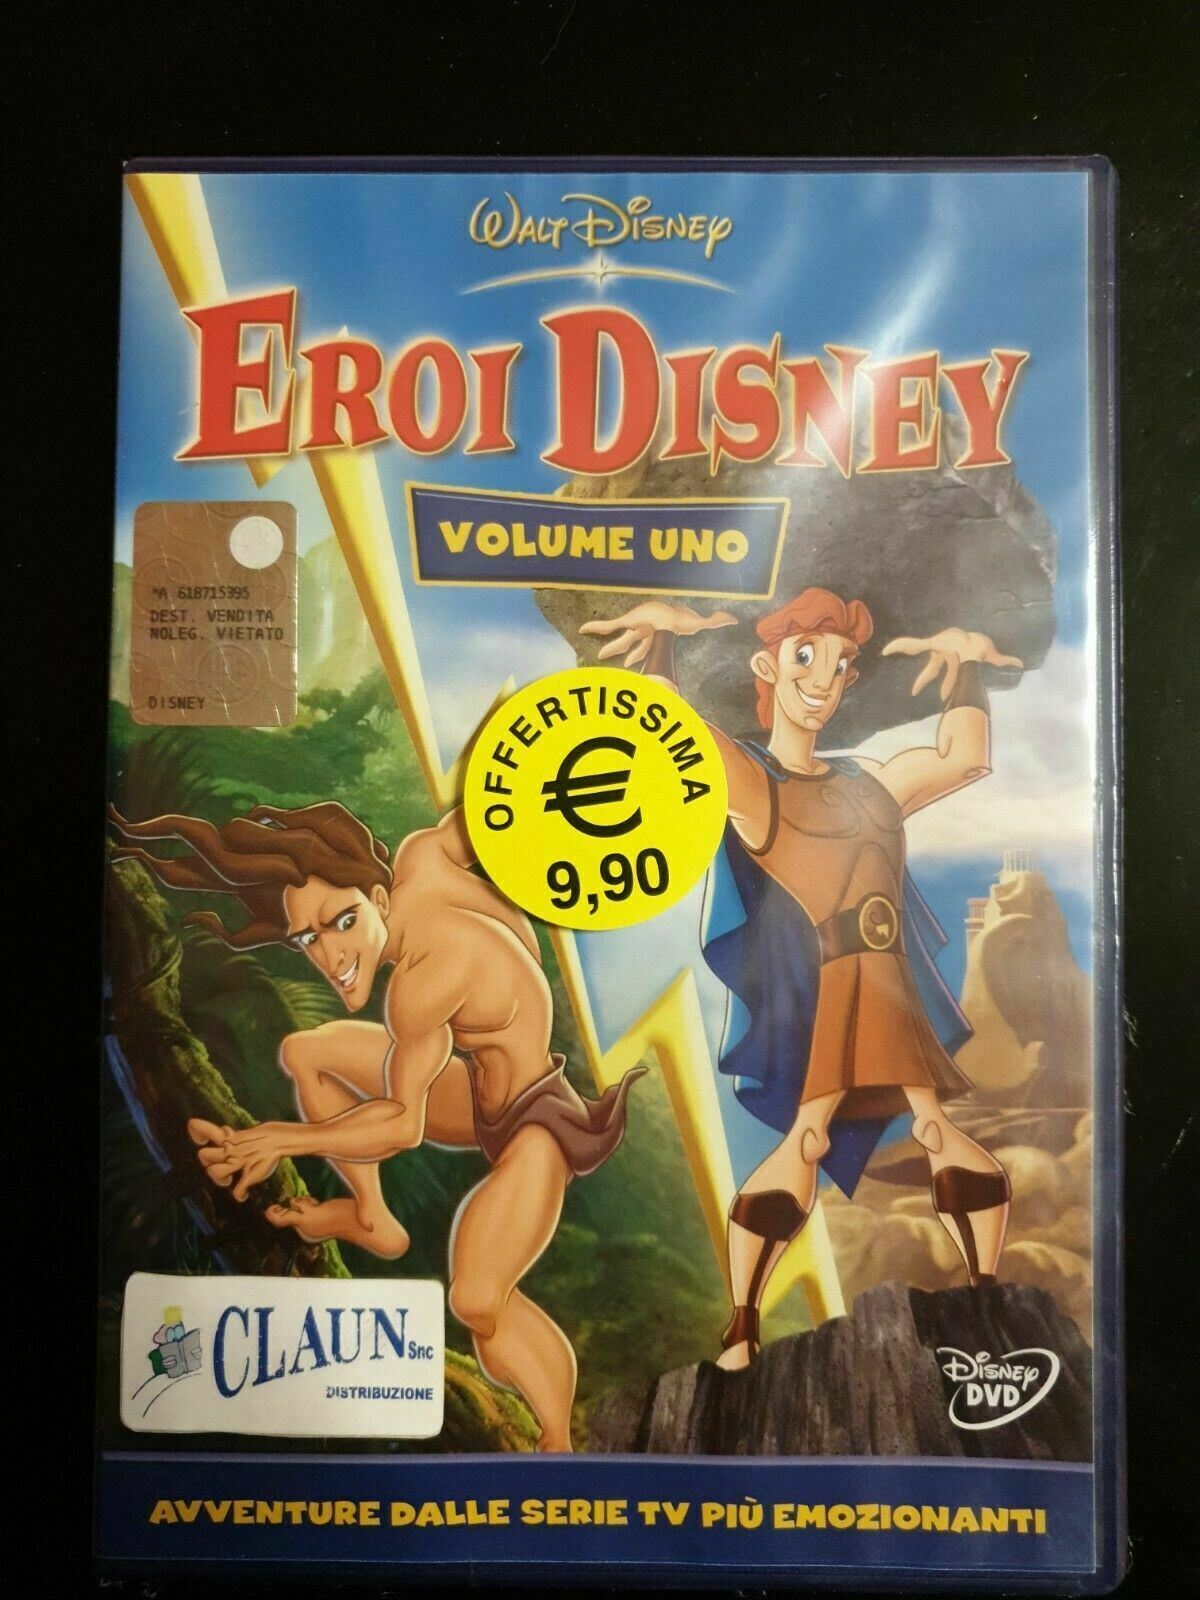 WALT DISNEY
EROI DISNEY
VOLUME UNO
*A 618715395
DEST. VENDITA
NOLEG. VIETATO
DISNEY
OFFERTISSIMA
€
9,90
CLAUN Snc
DISTRIBUZIONE
DISNEY
DVD
AVVENTURE DALLE SERIE TV PIÙ EMOZIONANTI